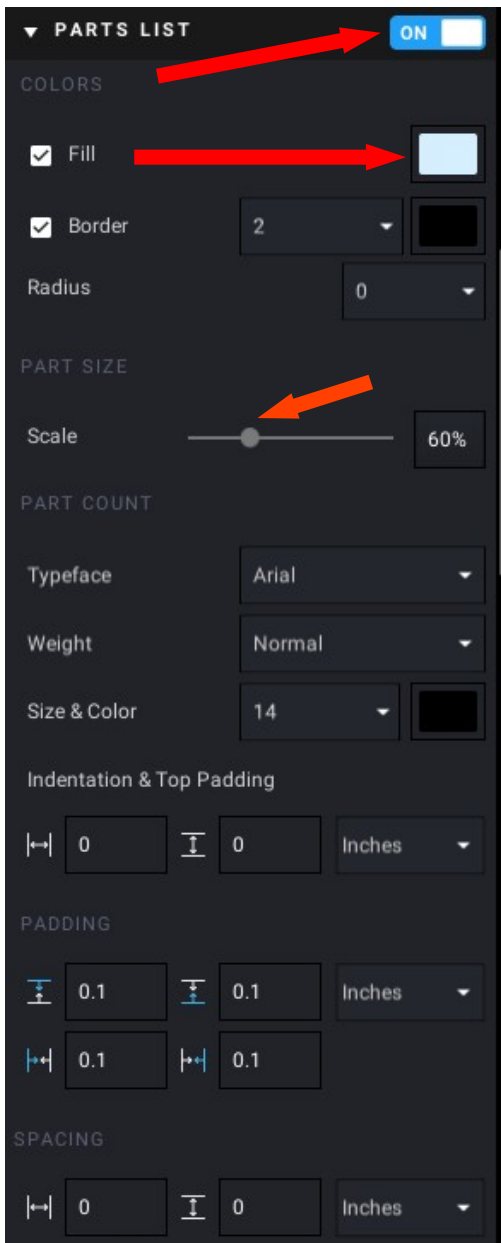 PARTS LIST ON
COLORS
Fill
Border 2
Radius 0
PART SIZE
Scale 60%
PART COUNT
Typeface Arial
Weight Normal
Size & Color 14
Indentation & Top Padding
0 0 Inches
PADDING
0.1 0.1 Inches
0.1 0.1
SPACING
0 0 Inches